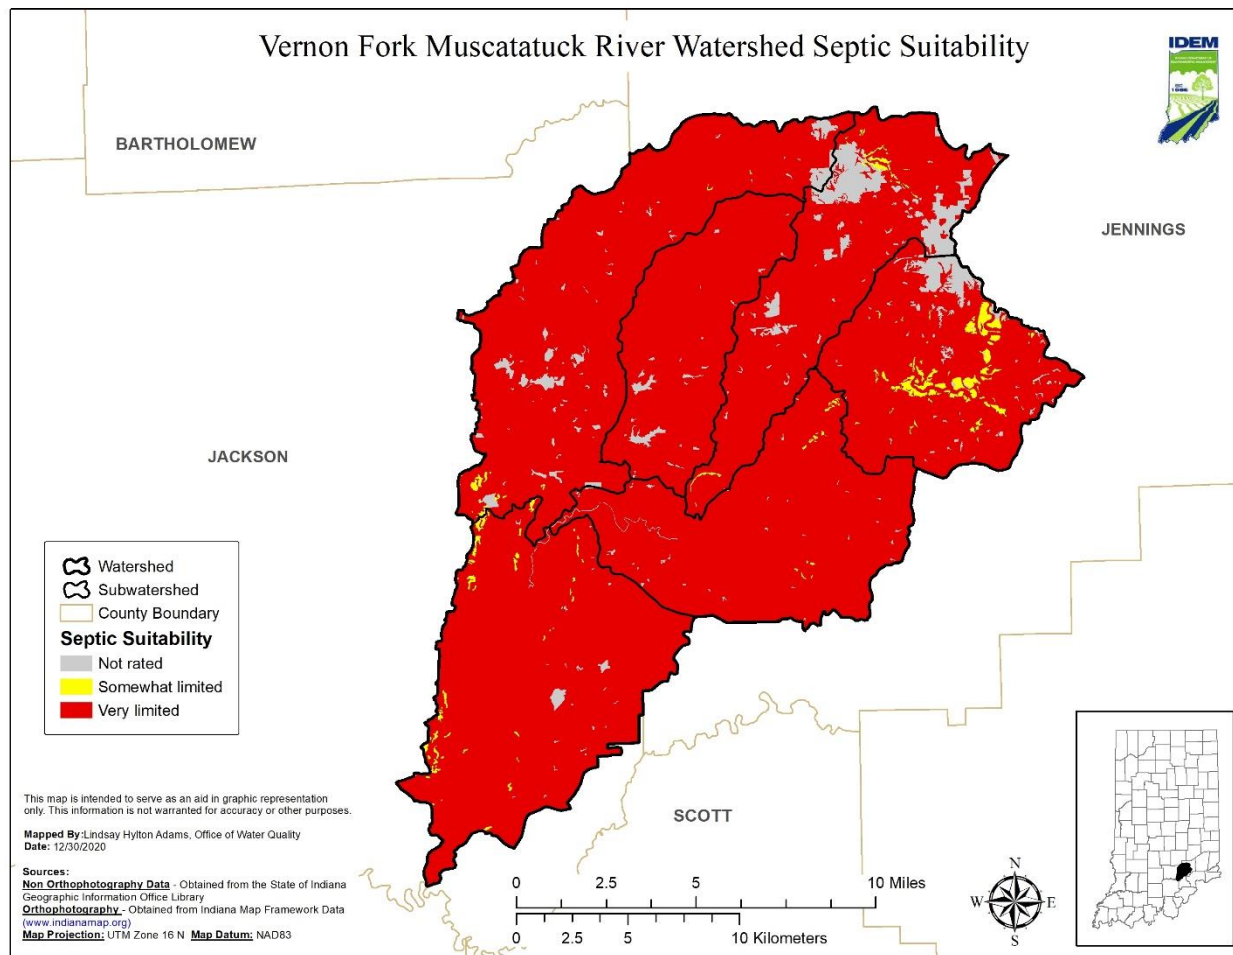 Vernon Fork Muscatatuck River Watershed Septic Suitability
IDEM
BARTHOLOMEW
JENNINGS
JACKSON
SCOTT
Watershed
Subwatershed
County Boundary
Septic Suitability
Not rated
Somewhat limited
Very limited
This map is intended to serve as an aid in graphic representation
only. This information is not warranted for accuracy or other purposes.
Mapped By:Lindsay Hylton Adams, Office of Water Quality
Date: 12/30/2020
Sources:
Non Orthophotography Data - Obtained from the State of Indiana
Geographic Information Office Library
Orthophotography - Obtained from Indiana Map Framework Data
(www.indianamap.org)
Map Projection: UTM Zone 16 N Map Datum: NAD83
0 2.5 5 10 Miles
0 2.5 5 10 Kilometers
N
W E
S